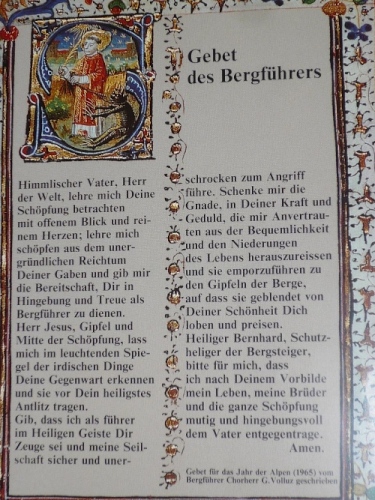 Gebet
des Bergführers
Himmlischer Vater, Herr
der Welt, lehre mich Deine
Schöpfung betrachten
mit offenem Blick und rei-
nem Herzen; lehre mich
schöpfen aus dem uner-
gründlichen Reichtum
Deiner Gaben und gib mir
die Bereitschaft, Dir in
Hingebung und Treue als
Bergführer zu dienen.
Herr Jesus, Gipfel und
Mitte der Schöpfung, lass
mich im leuchtenden Spie-
gel der irdischen Dinge
Deine Gegenwart erkennen
und sie vor Dein heiligstes
Antlitz tragen.
Gib, dass ich als führer
im Heiligen Geiste Dir
Zeuge sei und meine Seil-
schaft sicher und uner-
schrocken zum Angriff
führe. Schenke mir die
Gnade, in Deiner Kraft und
Geduld, die mir Anvertrau-
ten aus der Bequemlichkeit
und den Niederungen
des Lebens herauszureissen
und sie emporzuführen zu
den Gipfeln der Berge,
auf dass sie geblendet von
Deiner Schönheit Dich
loben und preisen.
Heiliger Bernhard, Schutz-
heliger der Bergsteiger,
bitte für mich, dass
ich nach Deinem Vorbilde
mein Leben, meine Brüder
und die ganze Schöpfung
mutig und hingebungsvoll
dem Vater entgegentrage.
Amen.
Gebet für das Jahr der Alpen (1965) vom
Bergführer Chorherr G. Volluz geschrieben